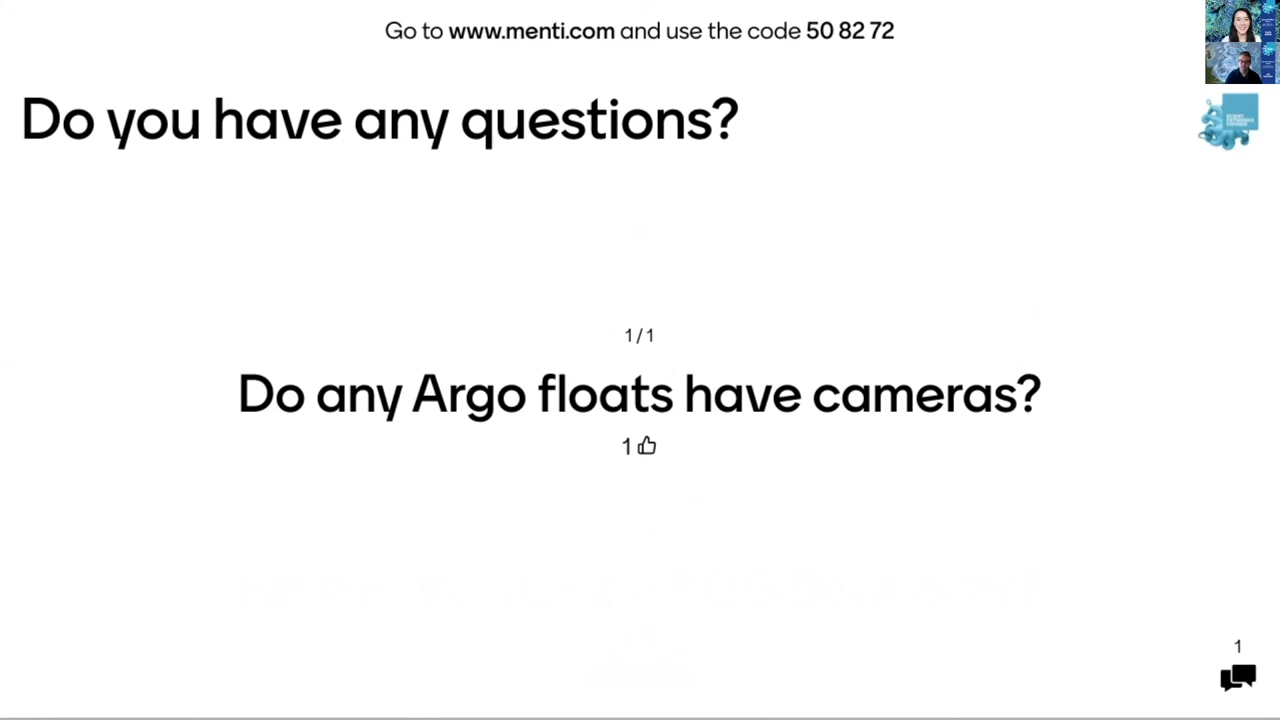 Go to www.menti.com and use the code 50 82 72
Do you have any questions?
1/1
Do any Argo floats have cameras?
1
1